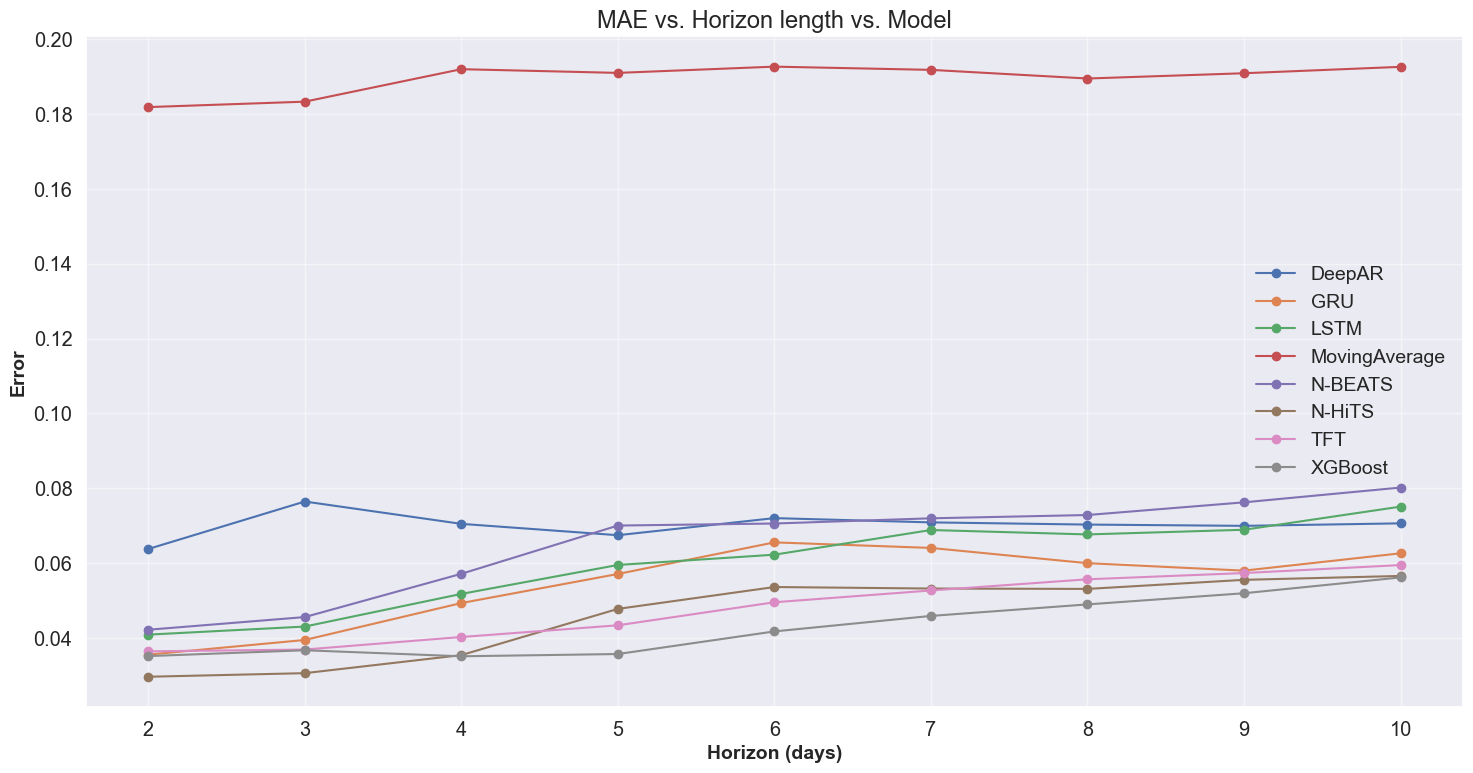 MAE vs. Horizon length vs. Model
0.20
0.18
0.16
0.14
0.12
0.10
0.08
0.06
0.04
Error
DeepAR
GRU
LSTM
MovingAverage
N-BEATS
N-HiTS
TFT
XGBoost
2 3 4 5 6 7 8 9 10
Horizon (days)